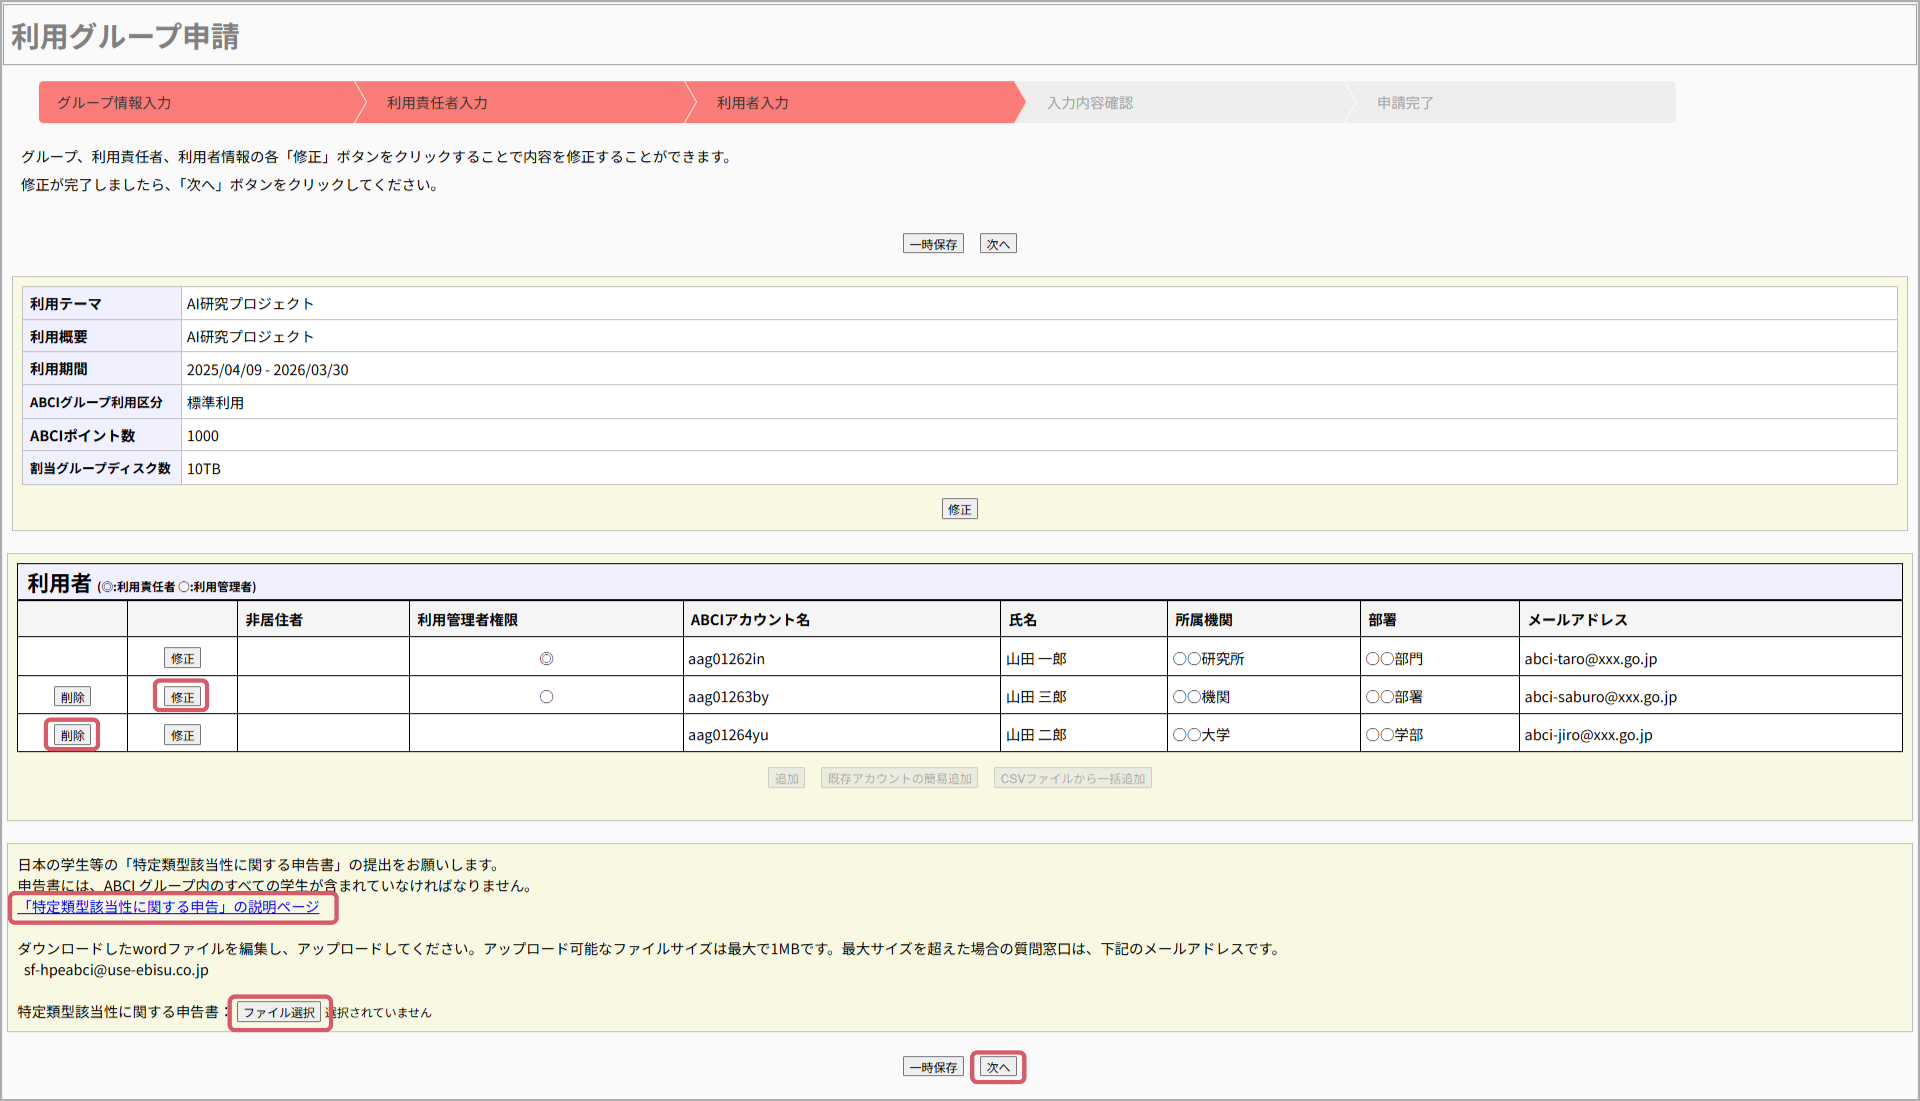 利用グループ申請
グループ情報入力 利用責任者入力 利用者入力 入力内容確認 申請完了
グループ、利用責任者、利用者情報の各「修正」ボタンをクリックすることで内容を修正することができます。
修正が完了しましたら、「次へ」ボタンをクリックしてください。
一時保存 次へ
利用テーマ AI研究プロジェクト
利用概要 AI研究プロジェクト
利用期間 2025/04/09 - 2026/03/30
ABCIグループ利用区分 標準利用
ABCIポイント数 1000
割当グループディスク数 10TB
修正
利用者 (◎:利用責任者 〇:利用管理者)
非居住者 利用管理者権限 ABCIアカウント名 氏名 所属機関 部署 メールアドレス
修正 ◎ aag01262in 山田 一郎 〇〇研究所 〇〇部門 abci-taro@xxx.go.jp
削除 修正 〇 aag01263by 山田 三郎 〇〇機関 〇〇部署 abci-saburo@xxx.go.jp
削除 修正 aag01264yu 山田 二郎 〇〇大学 〇〇学部 abci-jiro@xxx.go.jp
追加 既存アカウントの簡易追加 CSVファイルから一括追加
日本の学生等の「特定類型該当性に関する申告書」の提出をお願いします。
申告書には、ABCI グループ内のすべての学生が含まれていなければなりません。
「特定類型該当性に関する申告」の説明ページ
ダウンロードしたwordファイルを編集し、アップロードしてください。アップロード可能なファイルサイズは最大で1MBです。最大サイズを超えた場合の質問窓口は、下記のメールアドレスです。
sf-hpeabci@use-ebisu.co.jp
特定類型該当性に関する申告書： ファイル選択 選択されていません
一時保存 次へ